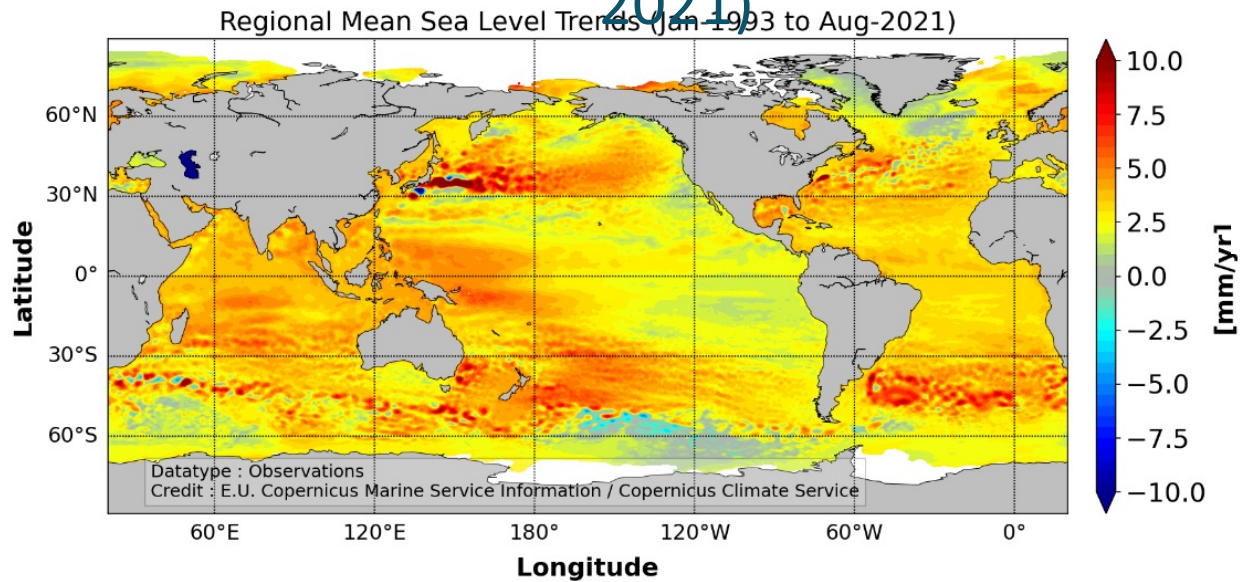 2021)
Regional Mean Sea Level Trends (Jan-1993 to Aug-2021)
10.0
7.5
5.0
2.5
0.0
−2.5
−5.0
−7.5
−10.0
[mm/yr]
60°N
30°N
0°
30°S
60°S
Latitude
Datatype : Observations
Credit : E.U. Copernicus Marine Service Information / Copernicus Climate Service
60°E 120°E 180° 120°W 60°W 0°
Longitude